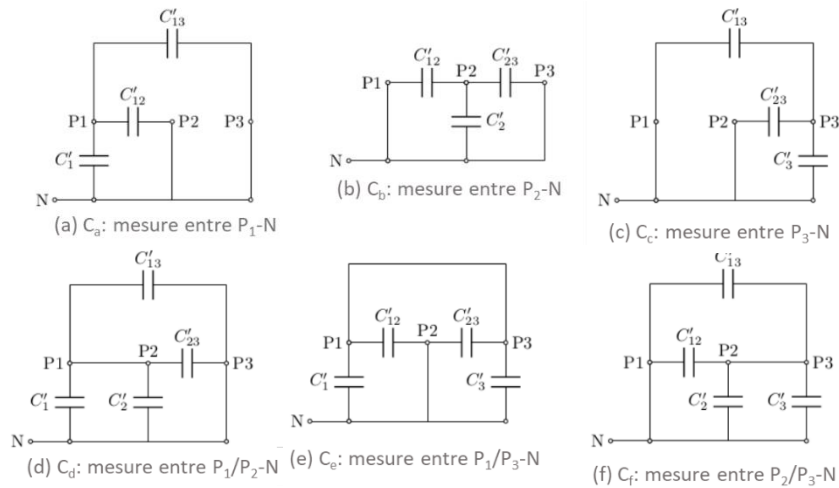 C′13
C′12
P1 P2 P3
C′1
N
(a) Ca: mesure entre P1-N
C′12 P2 C′23 P3
P1
C′2
N
(b) Cb: mesure entre P2-N
C′13
C′23
P1 P2 P3
C′3
N
(c) Cc: mesure entre P3-N
C′13
P1 P2 C′23 P3
C′1 C′2
N
(d) Cd: mesure entre P1/P2-N
C′12 P2 C′23
P1 P3
C′1 C′3
N
(e) Ce: mesure entre P1/P3-N
C′13
C′12 P2
P1 P3
C′2 C′3
N
(f) Cf: mesure entre P2/P3-N